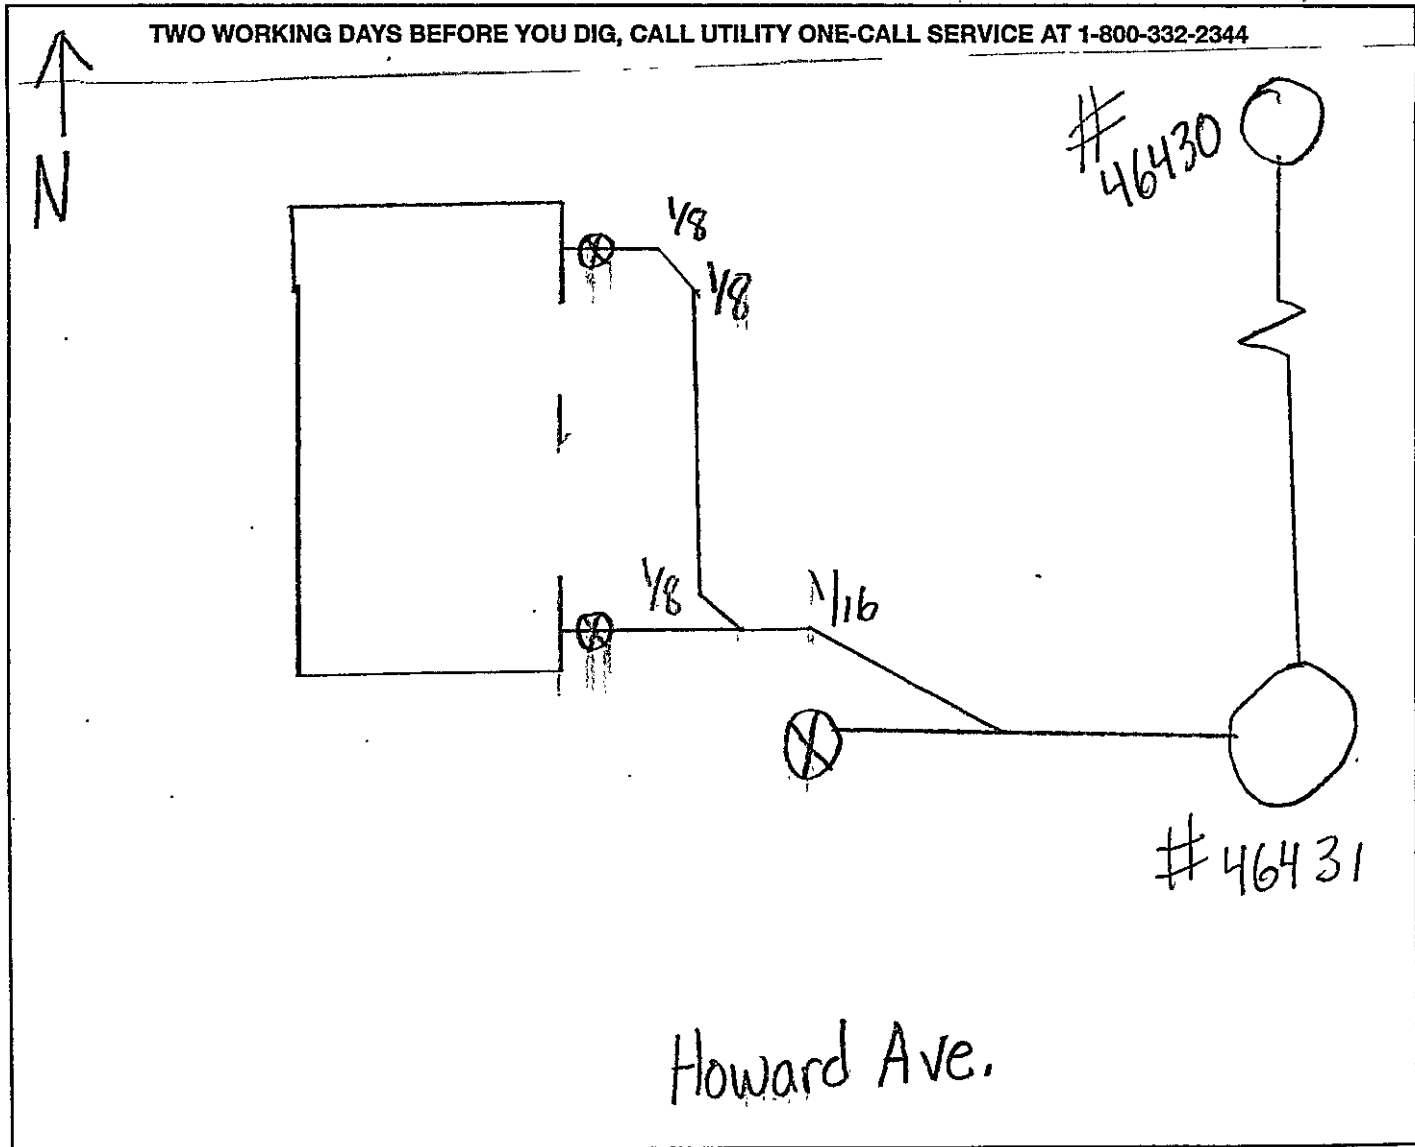 TWO WORKING DAYS BEFORE YOU DIG, CALL UTILITY ONE-CALL SERVICE AT 1-800-332-2344
N
#
46430
1/8
1/8
1/8
1/16
# 46431
Howard Ave.